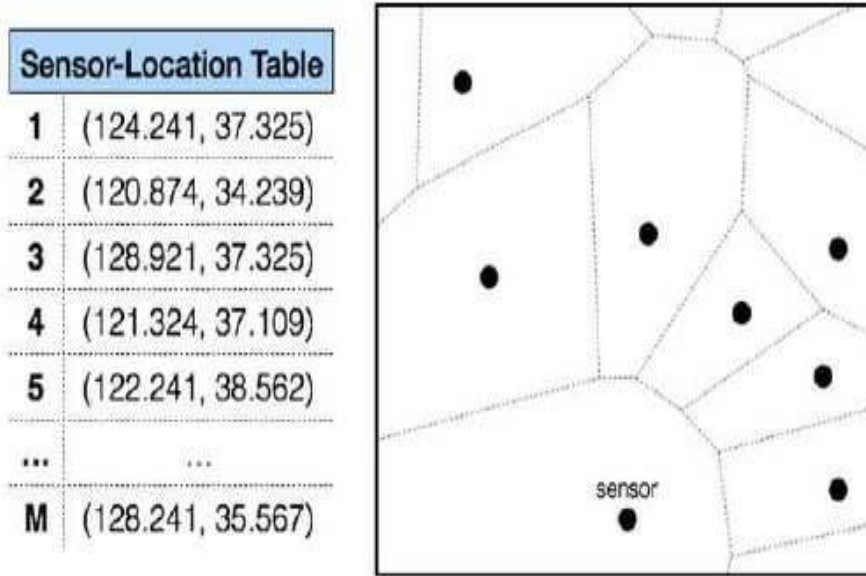 Sensor-Location Table
1 (124.241, 37.325)
2 (120.874, 34.239)
3 (128.921, 37.325)
4 (121.324, 37.109)
5 (122.241, 38.562)
... ...
M (128.241, 35.567)
sensor